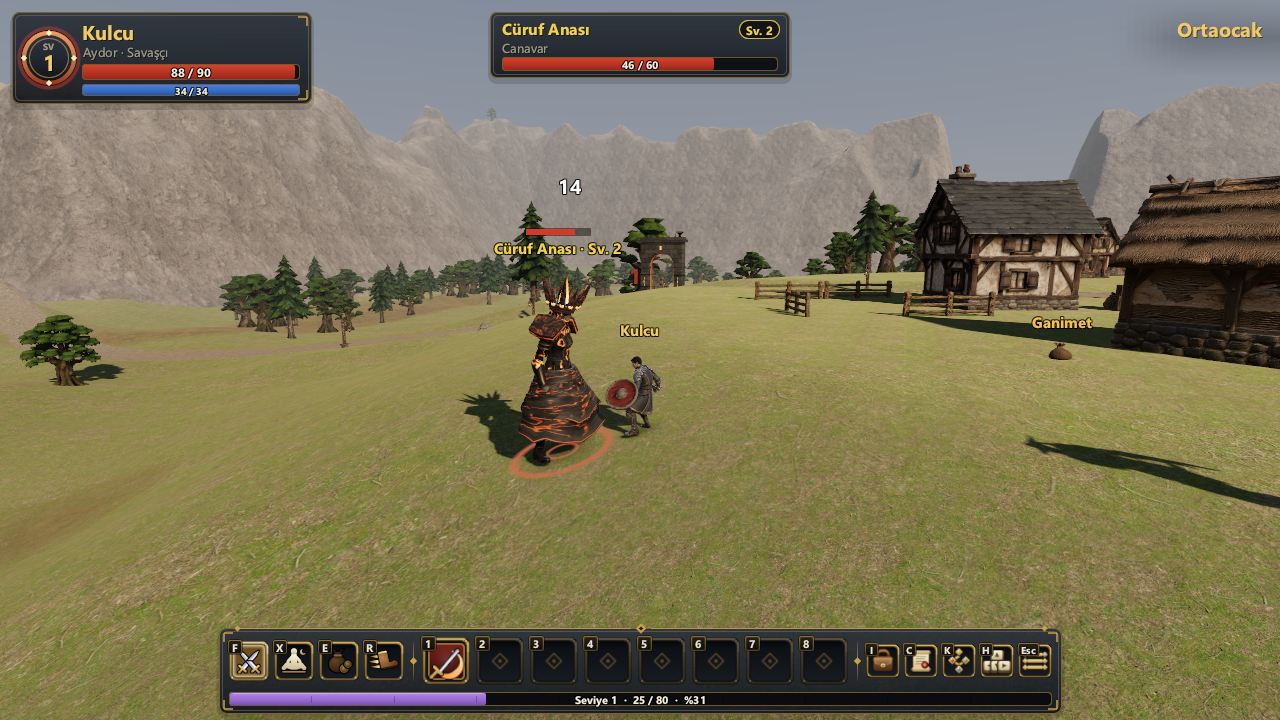 Kulcu
SV
1
Aydor · Savaşçı
88 / 90
34 / 34
Cüruf Anası
Sv. 2
Canavar
46 / 60
Ortaocak
14
Cüruf Anası · Sv. 2
Kulcu
Ganimet
F
X
E
R
1
2
3
4
5
6
7
8
I
C
K
H
Esc
Seviye 1 · 25 / 80 · %31